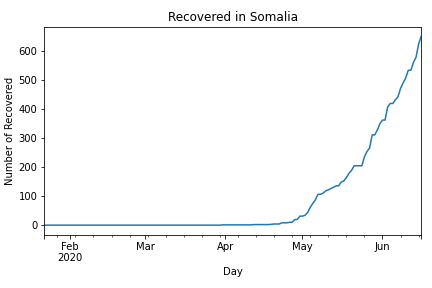 Recovered in Somalia
Number of Recovered
600
500
400
300
200
100
0
Feb
2020
Mar
Apr
May
Jun
Day